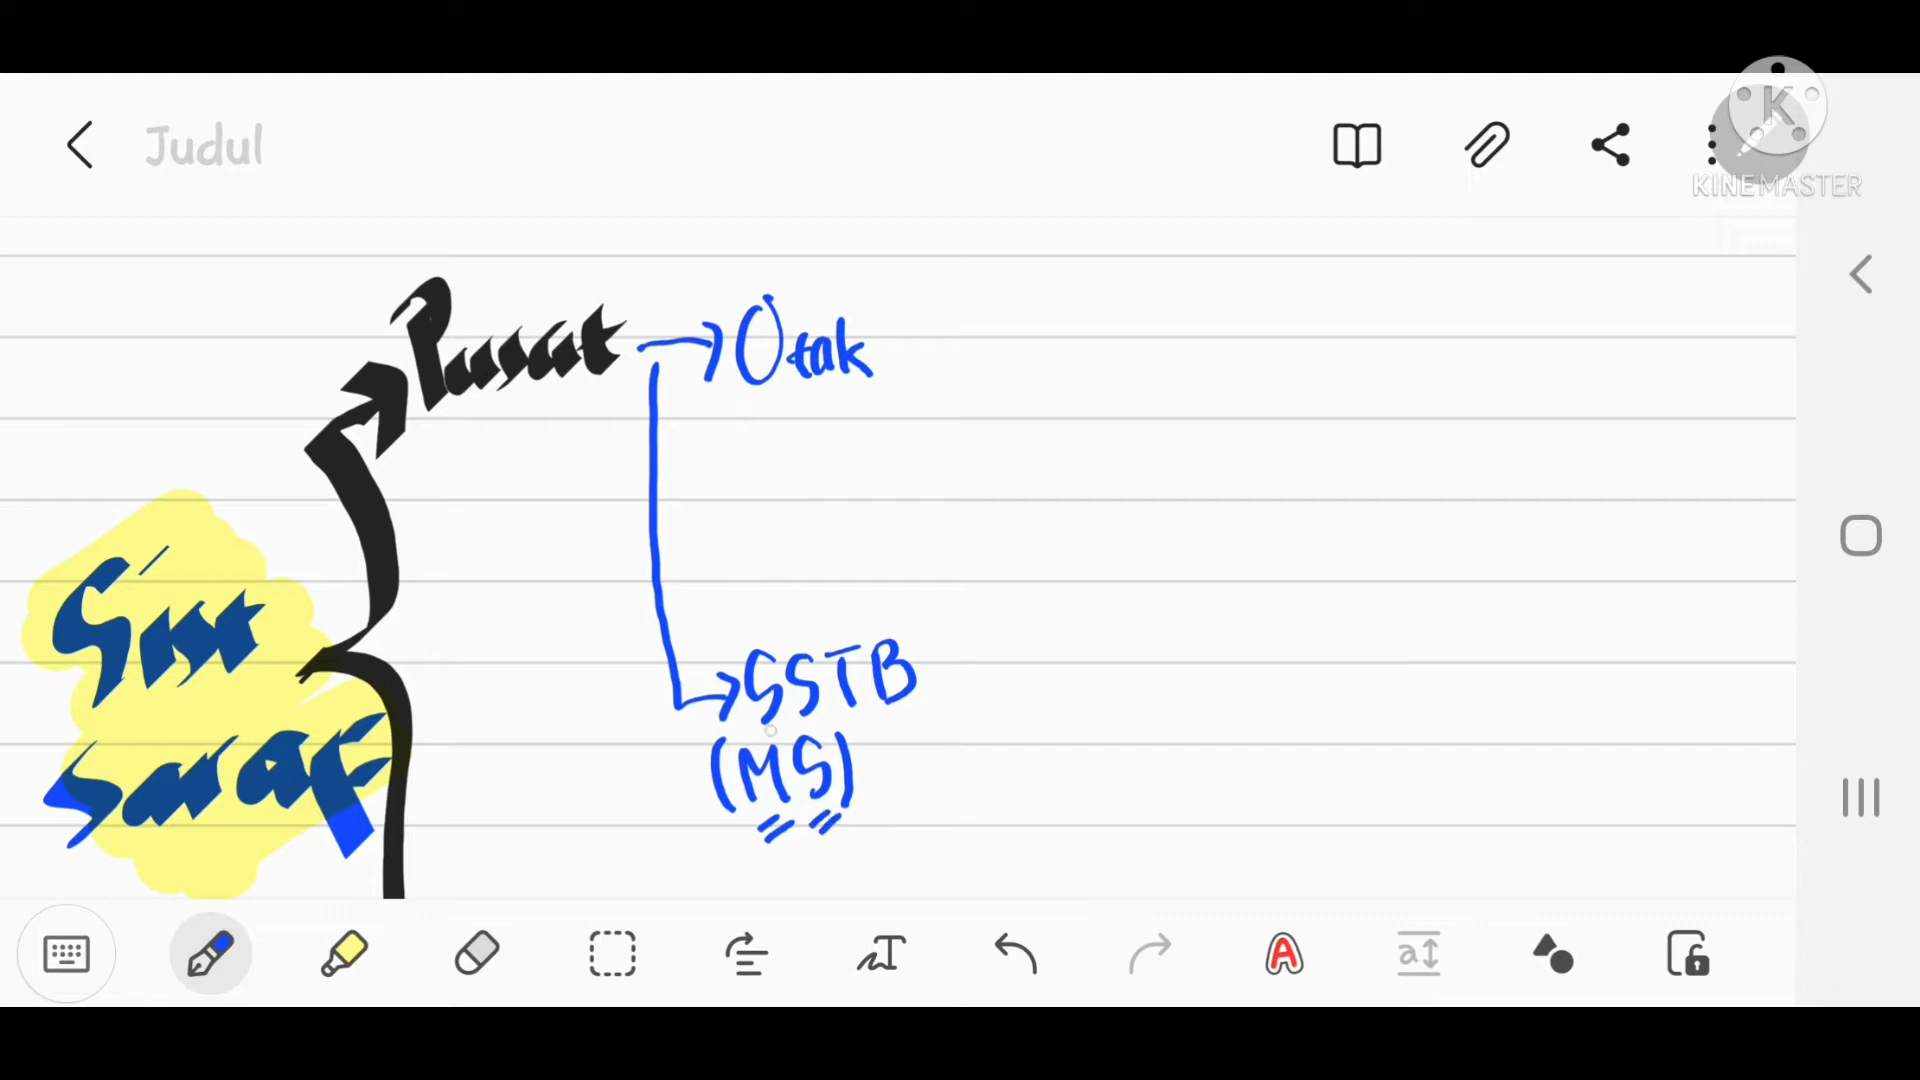 Judul
KINEMASTER
Pusat
Otak
Sist
Saraf
SSTB
(MS)